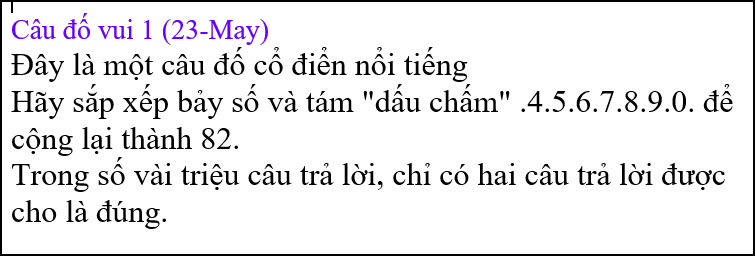 Câu đố vui 1 (23-May)
Đây là một câu đố cổ điển nổi tiếng
Hãy sắp xếp bảy số và tám "dấu chấm" .4.5.6.7.8.9.0. để
cộng lại thành 82.
Trong số vài triệu câu trả lời, chỉ có hai câu trả lời được
cho là đúng.